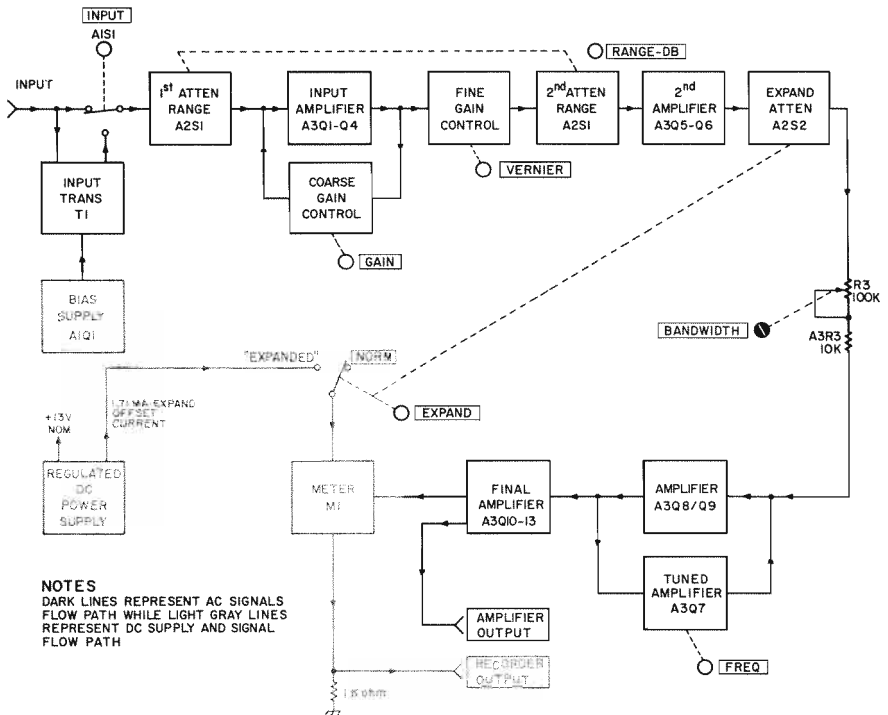 INPUT
A1S1
INPUT
RANGE-DB
1st ATTEN
RANGE
A2S1
INPUT
AMPLIFIER
A3Q1-Q4
FINE
GAIN
CONTROL
2nd ATTEN
RANGE
A2S1
2nd
AMPLIFIER
A3Q5-Q6
EXPAND
ATTEN
A2S2
INPUT
TRANS
T1
COARSE
GAIN
CONTROL
VERNIER
GAIN
BIAS
SUPPLY
A1Q1
R3
100K
BANDWIDTH
A3R3
10K
"EXPANDED"
NORM
EXPAND
1.71 MA-EXPAND
OFFSET
CURRENT
+13V
NOM
REGULATED
DC
POWER
SUPPLY
METER
M1
FINAL
AMPLIFIER
A3Q10-13
AMPLIFIER
A3Q8/Q9
TUNED
AMPLIFIER
A3Q7
FREQ
AMPLIFIER
OUTPUT
RECORDER
OUTPUT
ohm
NOTES
DARK LINES REPRESENT AC SIGNALS
FLOW PATH WHILE LIGHT GRAY LINES
REPRESENT DC SUPPLY AND SIGNAL
FLOW PATH